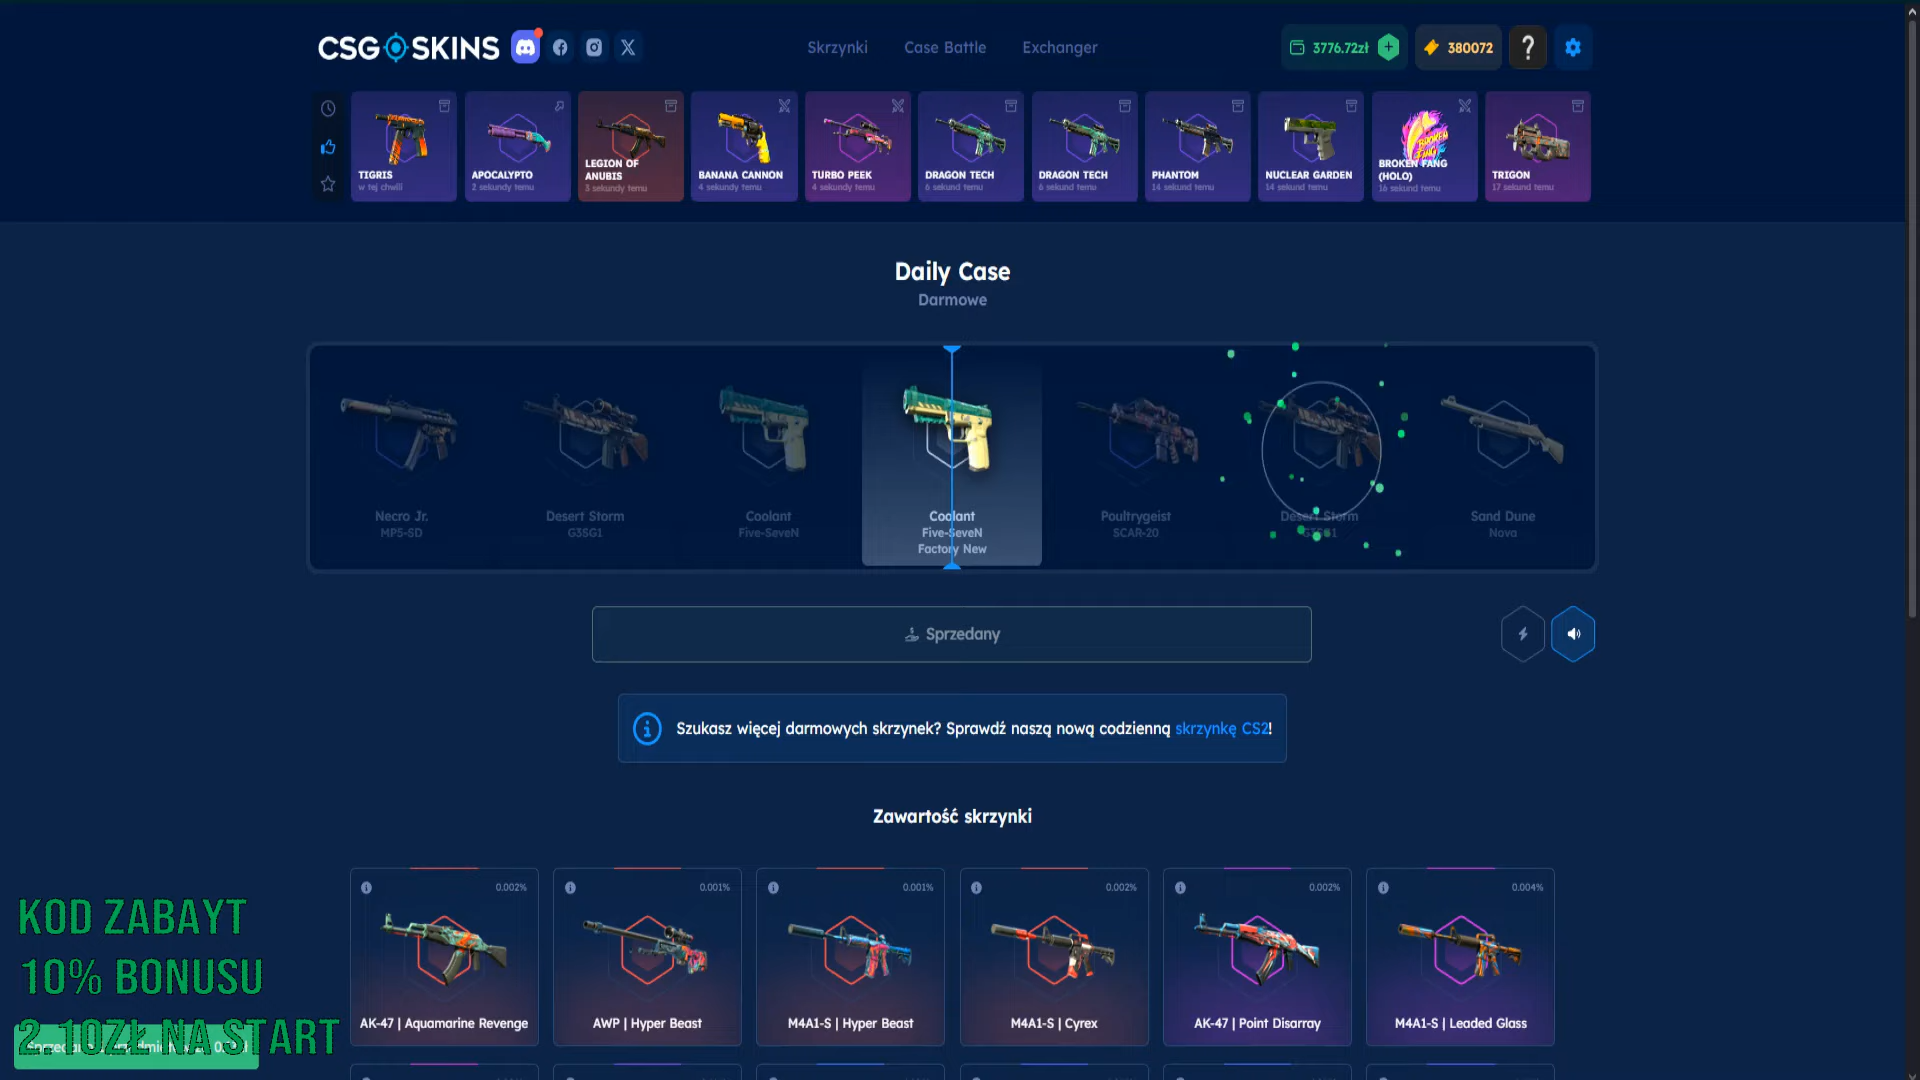 CSGOSKINS
Skrzynki
Case Battle
Exchanger
3776.72zł
380072
?
TIGRIS
w tej chwili
APOCALYPTO
2 sekundy temu
LEGION OF
ANUBIS
3 sekundy temu
BANANA CANNON
4 sekundy temu
TURBO PEEK
4 sekundy temu
DRAGON TECH
6 sekund temu
DRAGON TECH
6 sekund temu
PHANTOM
14 sekund temu
NUCLEAR GARDEN
14 sekund temu
BROKEN FANG
(HOLO)
16 sekund temu
TRIGON
17 sekund temu
Daily Case
Darmowe
Necro Jr.
MP5-SD
Desert Storm
G3SG1
Coolant
Five-SeveN
Coolant
Five-SeveN
Factory New
Poultrygeist
SCAR-20
Desert Storm
G3SG1
Sand Dune
Nova
Sprzedany
Szukasz więcej darmowych skrzynek? Sprawdź naszą nową codzienną skrzynkę CS2!
Zawartość skrzynki
0.002%
AK-47 | Aquamarine Revenge
0.001%
AWP | Hyper Beast
0.001%
M4A1-S | Hyper Beast
0.002%
M4A1-S | Cyrex
0.002%
AK-47 | Point Disarray
0.004%
M4A1-S | Leaded Glass
KOD ZABAYT
10% BONUSU
2.10ZŁ NA START